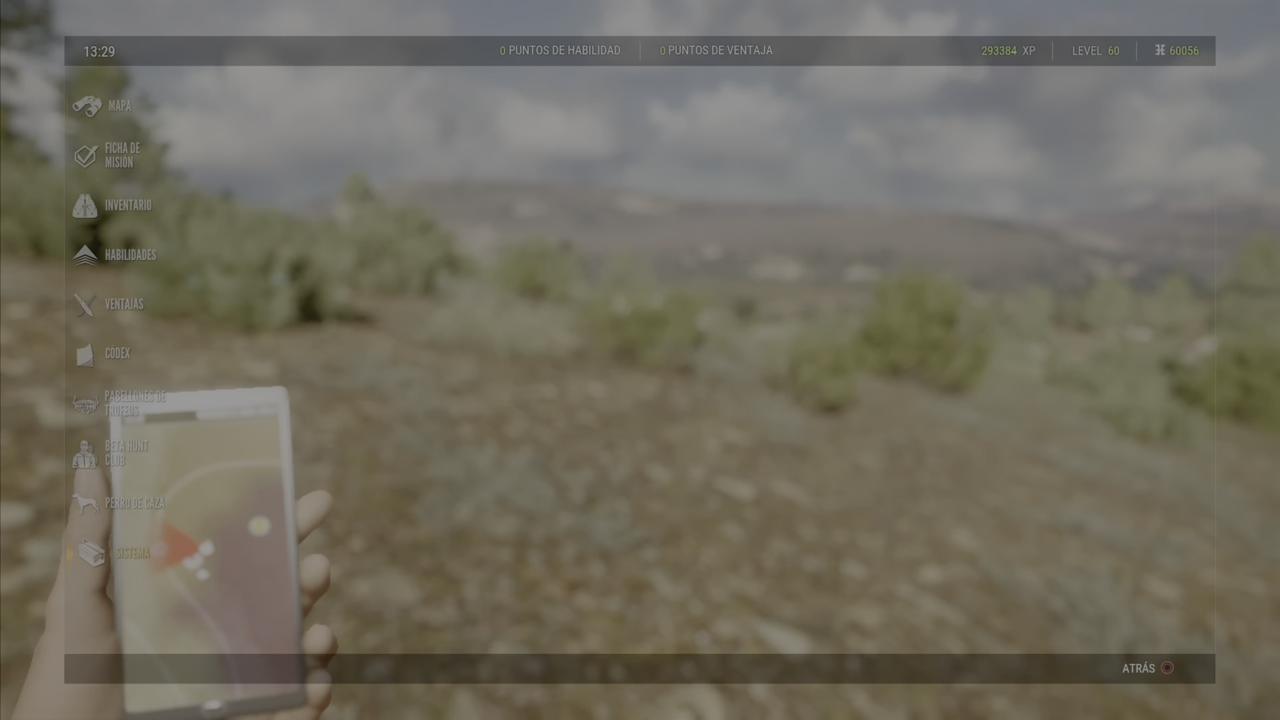 13:29
0 PUNTOS DE HABILIDAD
0 PUNTOS DE VENTAJA
293384 XP
LEVEL 60
60056
MAPA
FICHA DE
MISIÓN
INVENTARIO
HABILIDADES
VENTAJAS
CÓDEX
PABELLONES DE
TROFEOS
BETA HUNT
CLUB
PERRO DE CAZA
SISTEMA
ATRÁS